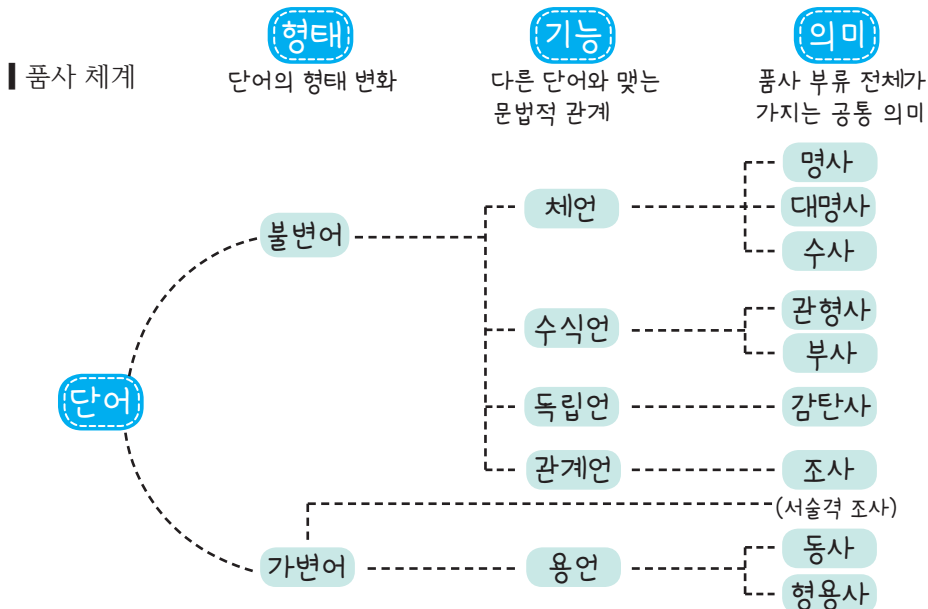 품사 체계
형태
단어의 형태 변화
기능
다른 단어와 맺는
문법적 관계
의미
품사 부류 전체가
가지는 공통 의미
단어
불변어
체언
명사
대명사
수사
수식언
관형사
부사
독립언
감탄사
관계언
조사
(서술격 조사)
가변어
용언
동사
형용사